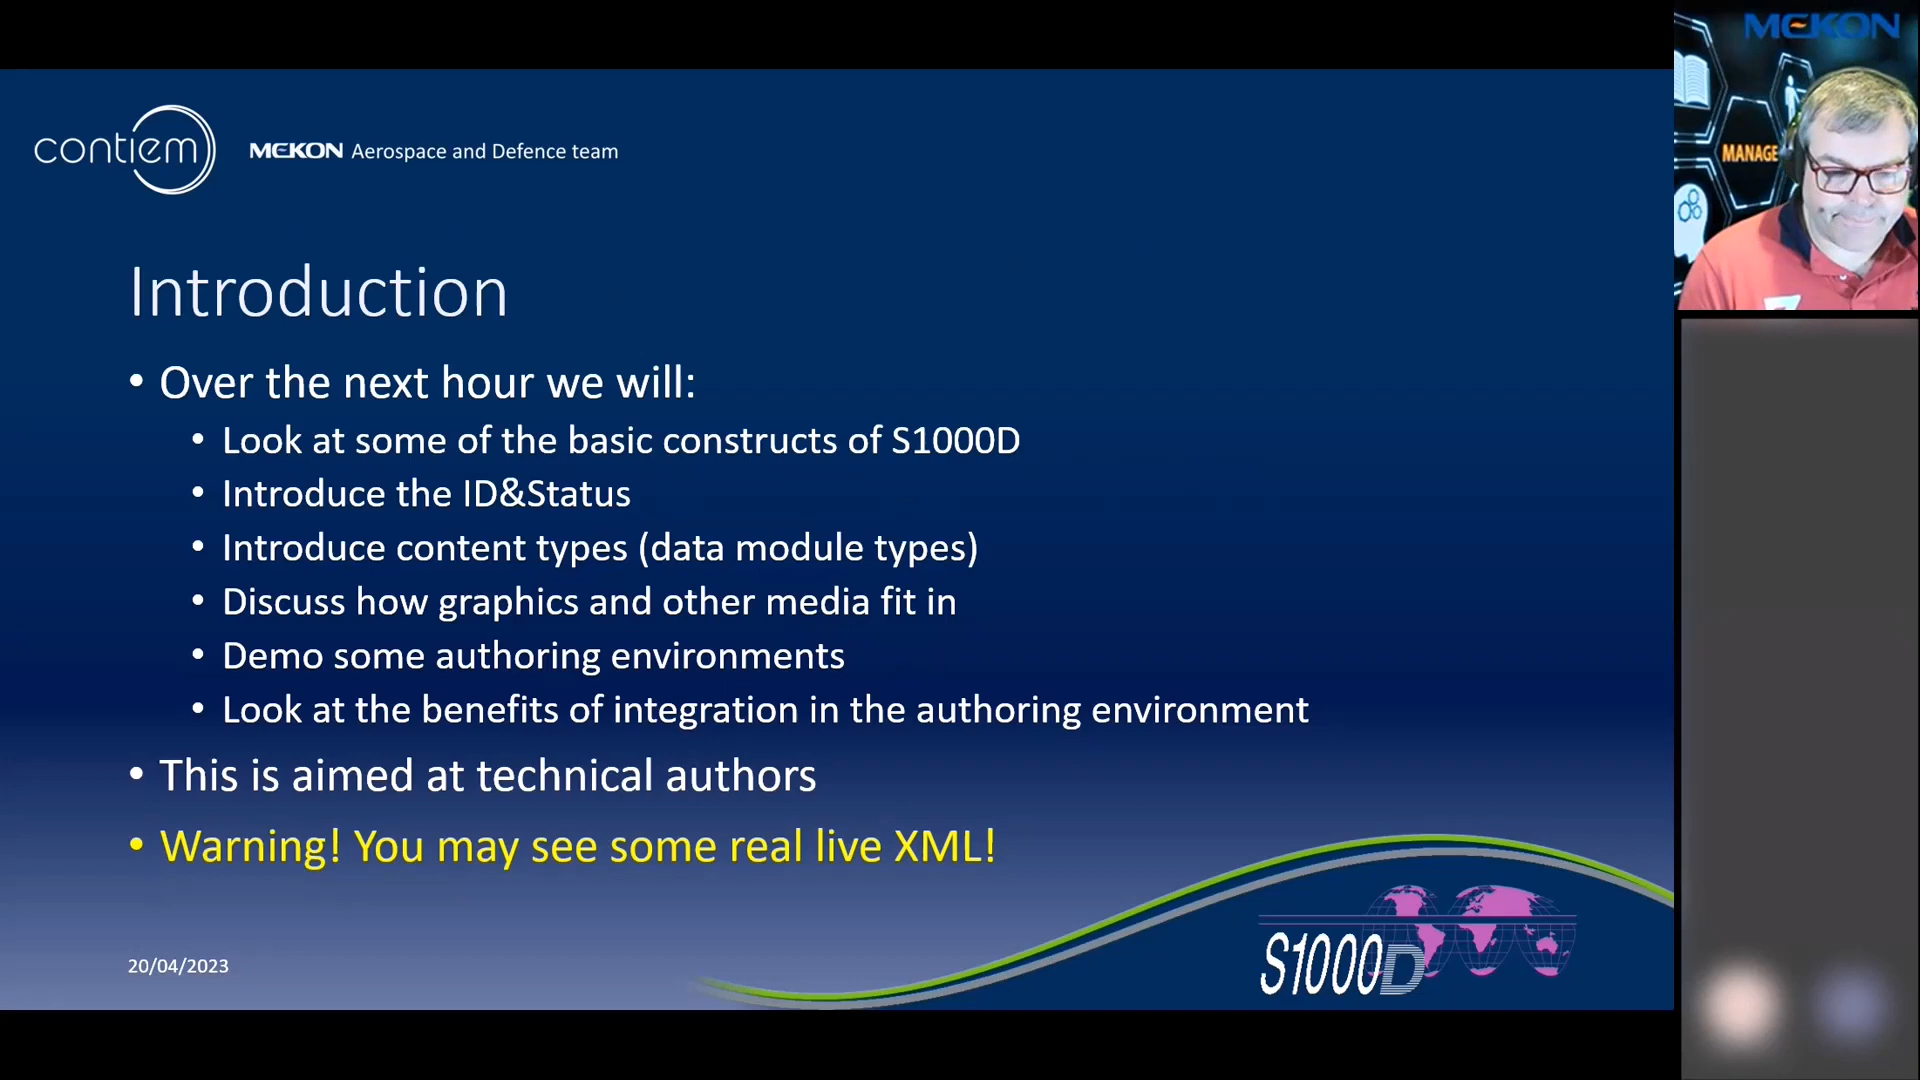 contiem
MEKON Aerospace and Defence team
MEKON
MANAGE
Introduction
• Over the next hour we will:
• Look at some of the basic constructs of S1000D
• Introduce the ID&Status
• Introduce content types (data module types)
• Discuss how graphics and other media fit in
• Demo some authoring environments
• Look at the benefits of integration in the authoring environment
• This is aimed at technical authors
• Warning! You may see some real live XML!
20/04/2023
S1000D